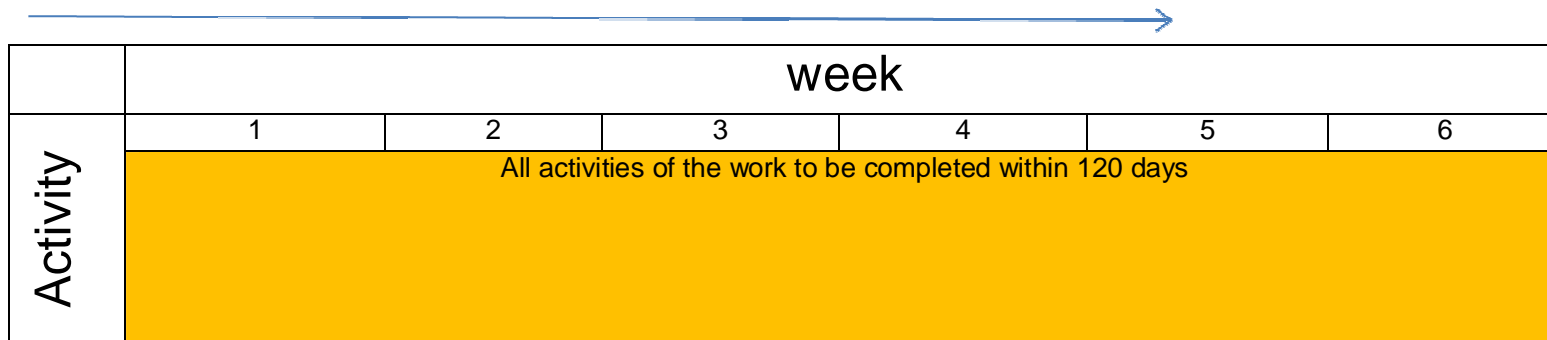 week
1 2 3 4 5 6
All activities of the work to be completed within 120 days
Activity